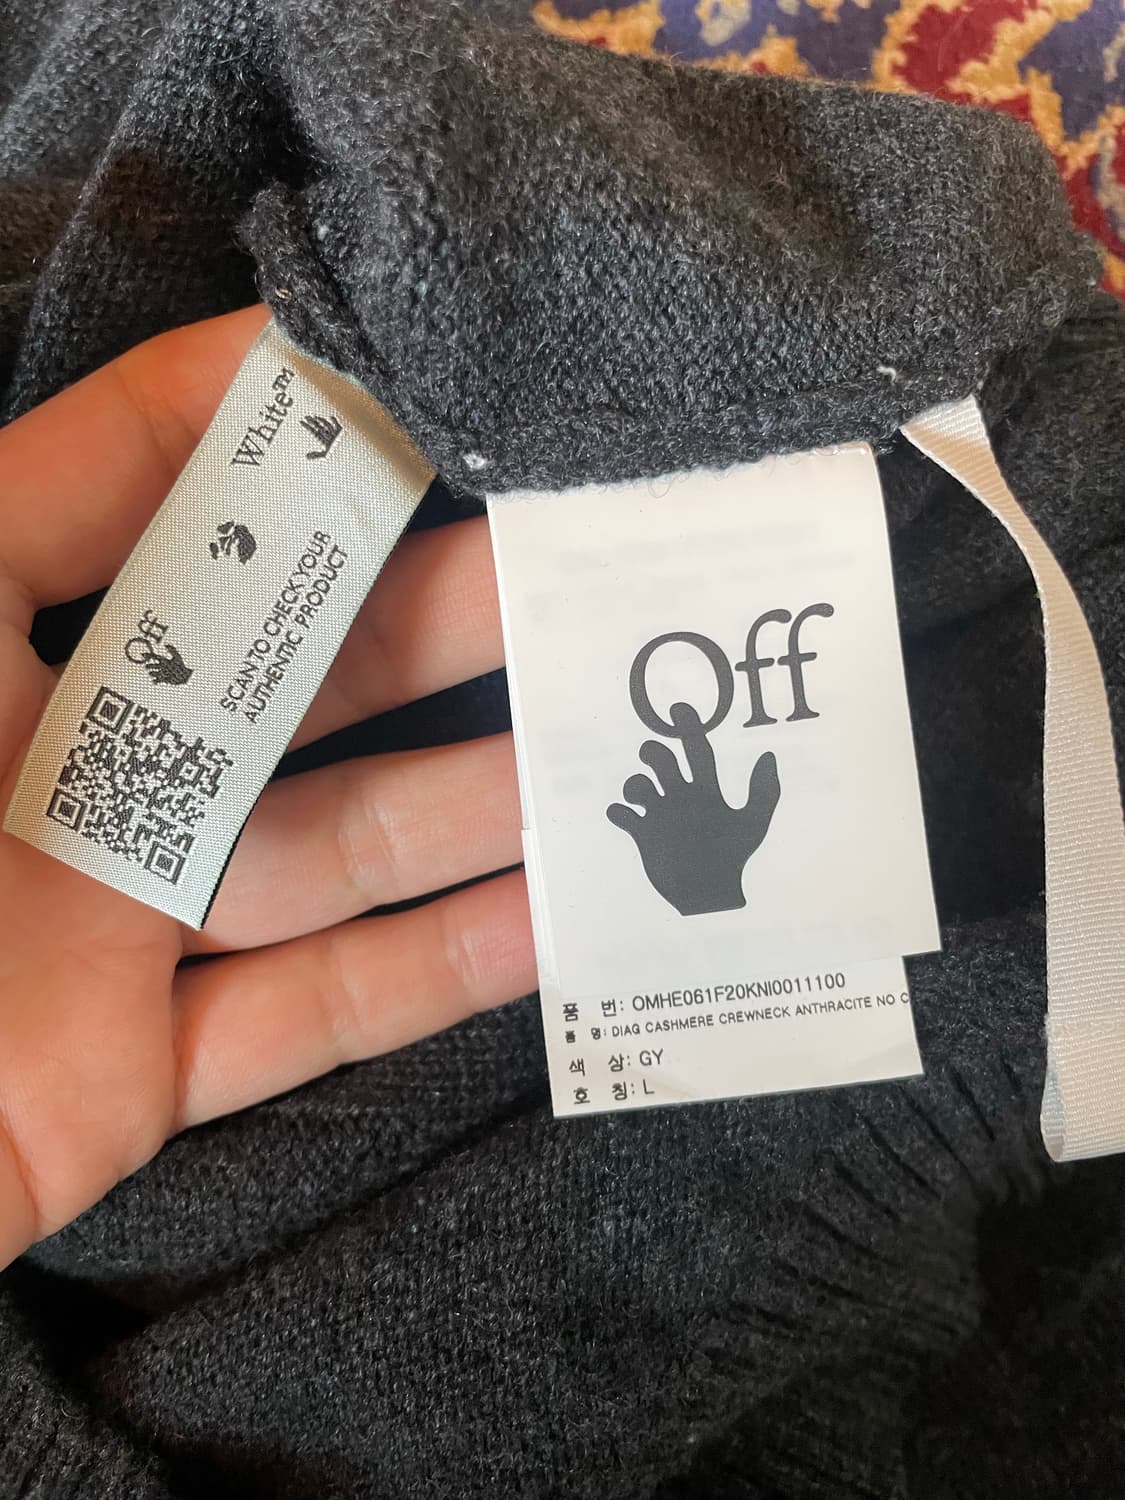 White™
Off
SCAN TO CHECK YOUR
AUTHENTIC PRODUCT
Off
품 번: OMHE061F20KNI0011100
품 명: DIAG CASHMERE CREWNECK ANTHRACITE NO C
색 상: GY
호 칭: L